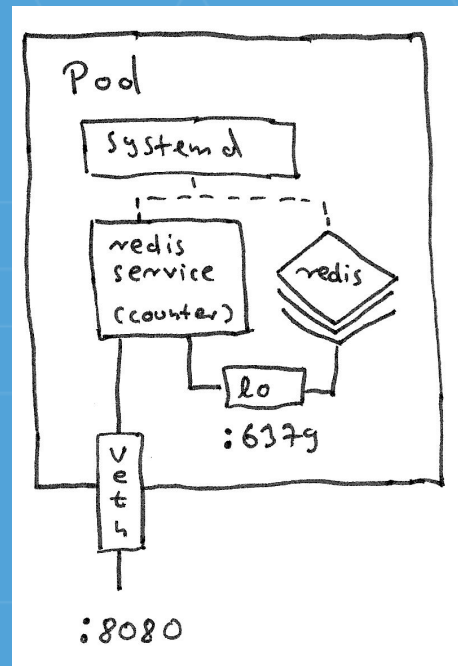 Pod
systemd
redis
service
(counter)
redis
lo
:6379
veth
:8080